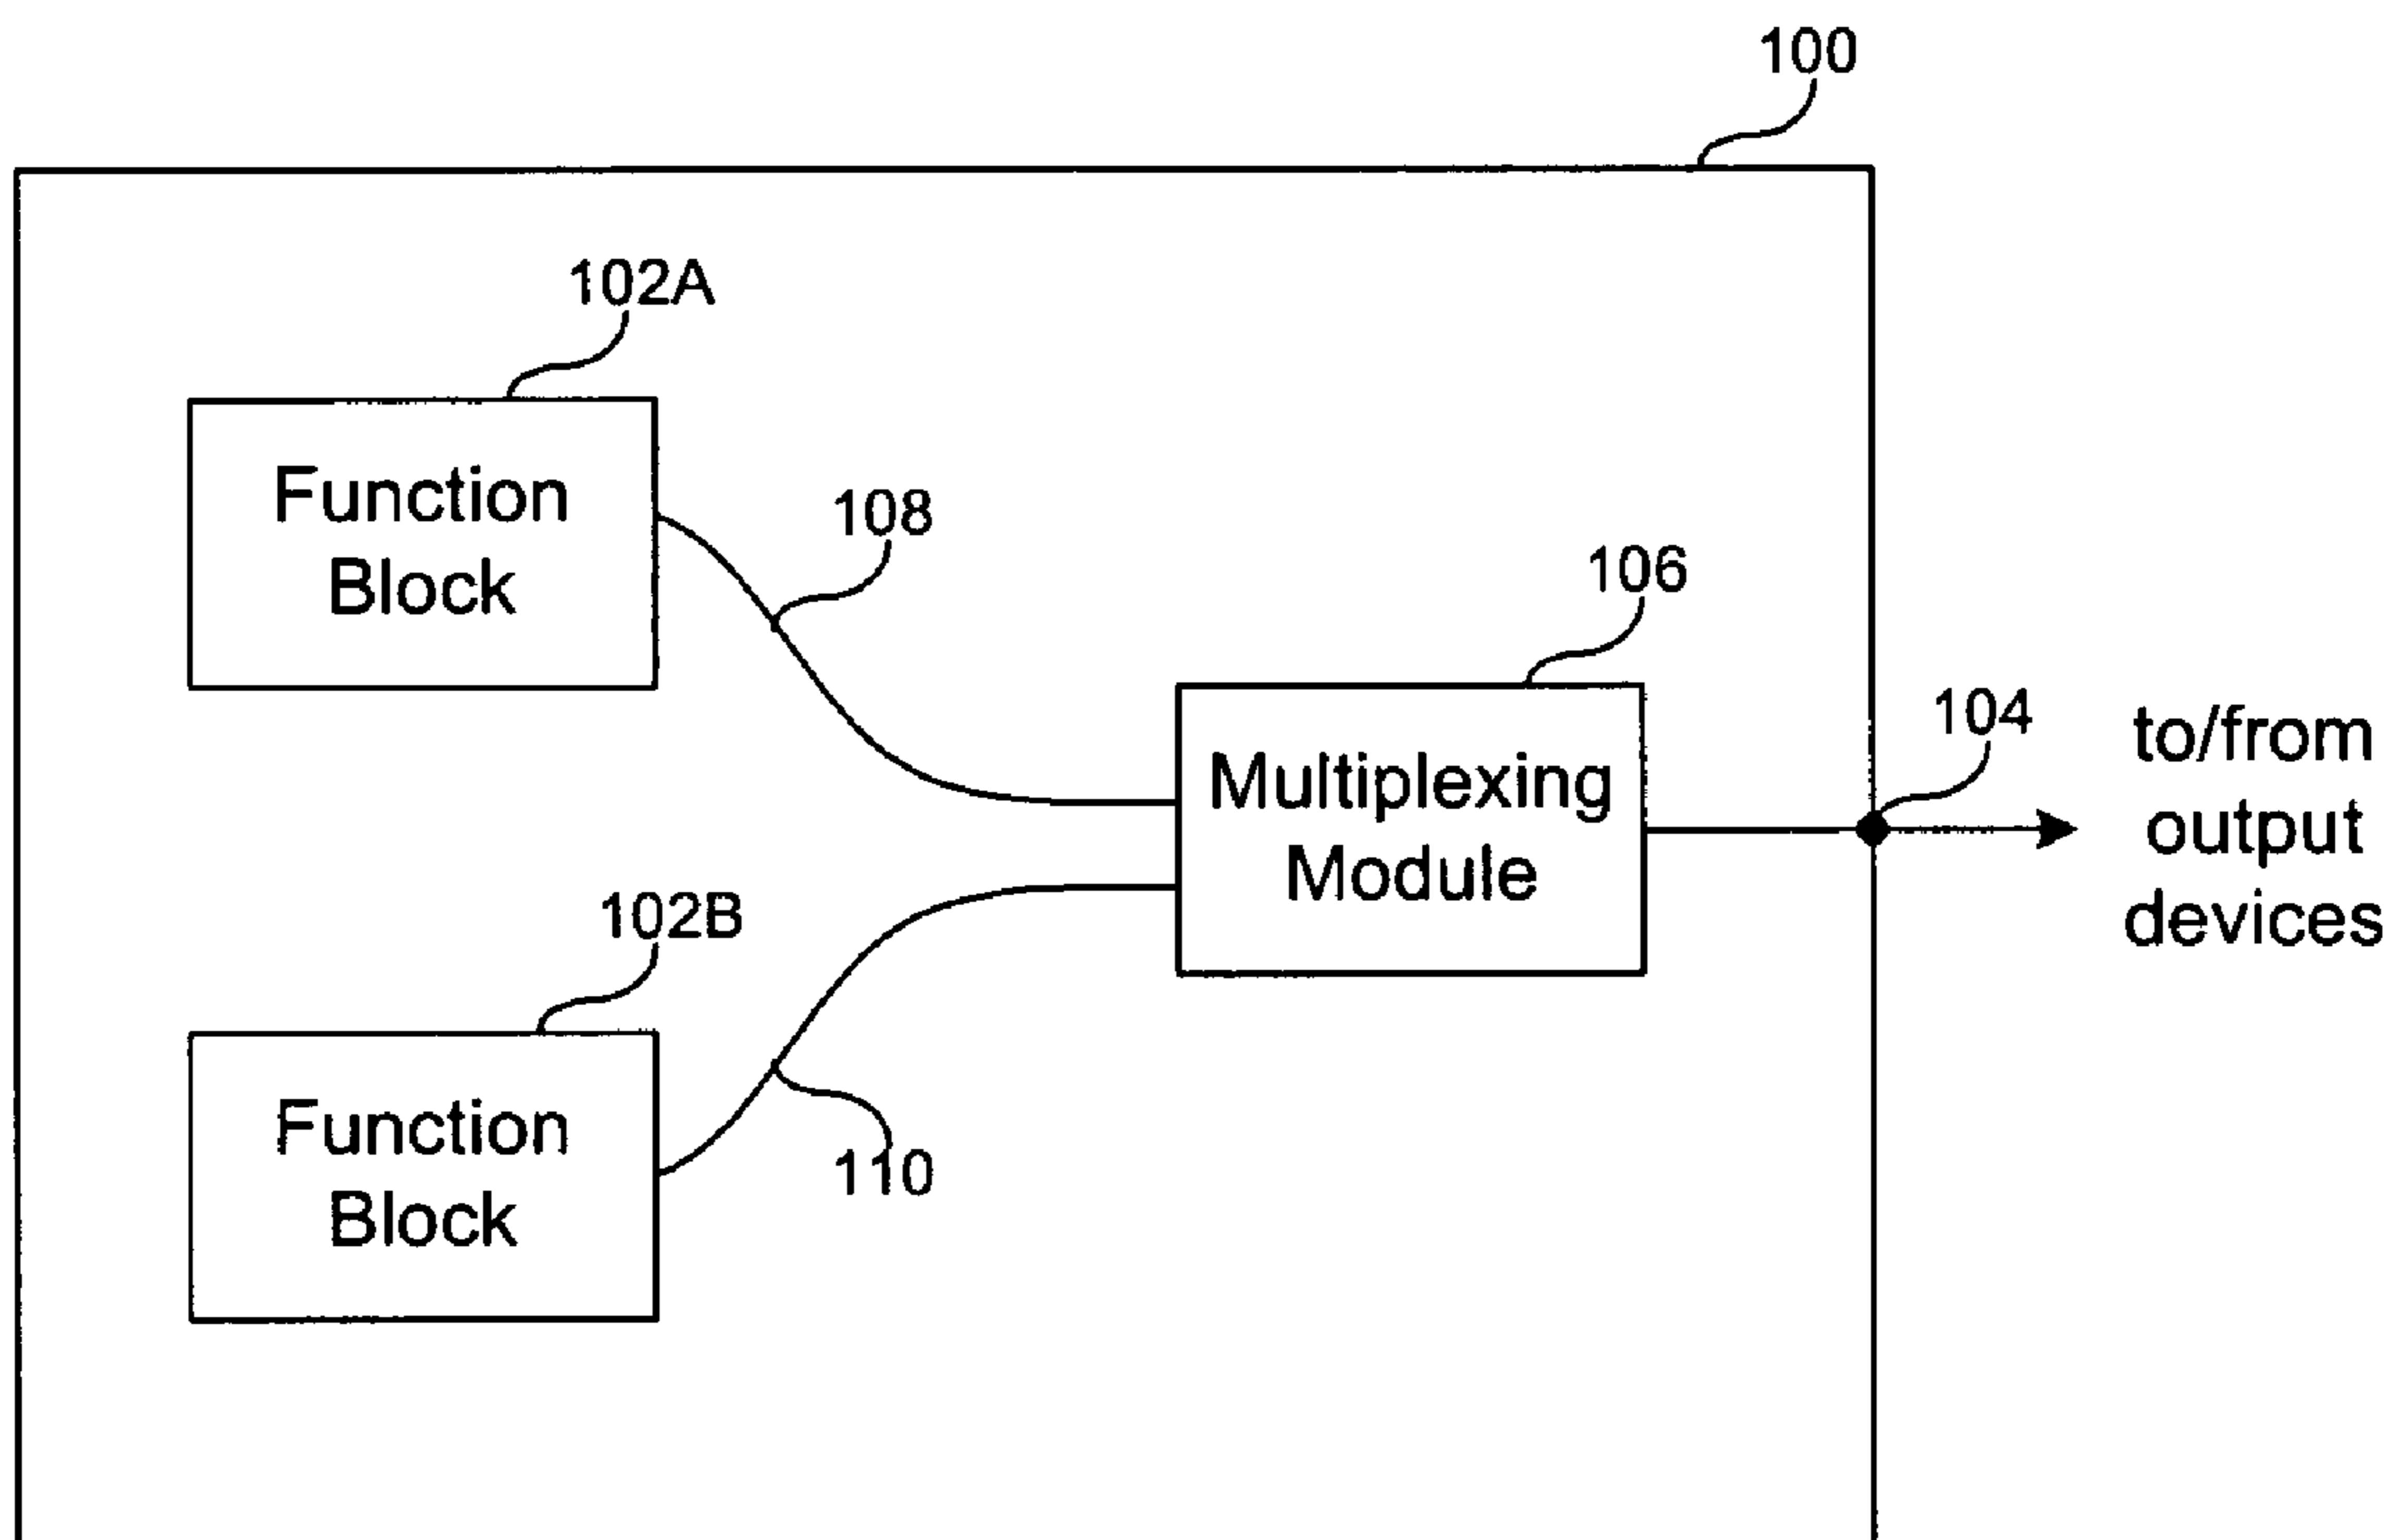 100
102A
Function
Block
108
106
Multiplexing
Module
104
to/from
output
devices
102B
Function
Block
110